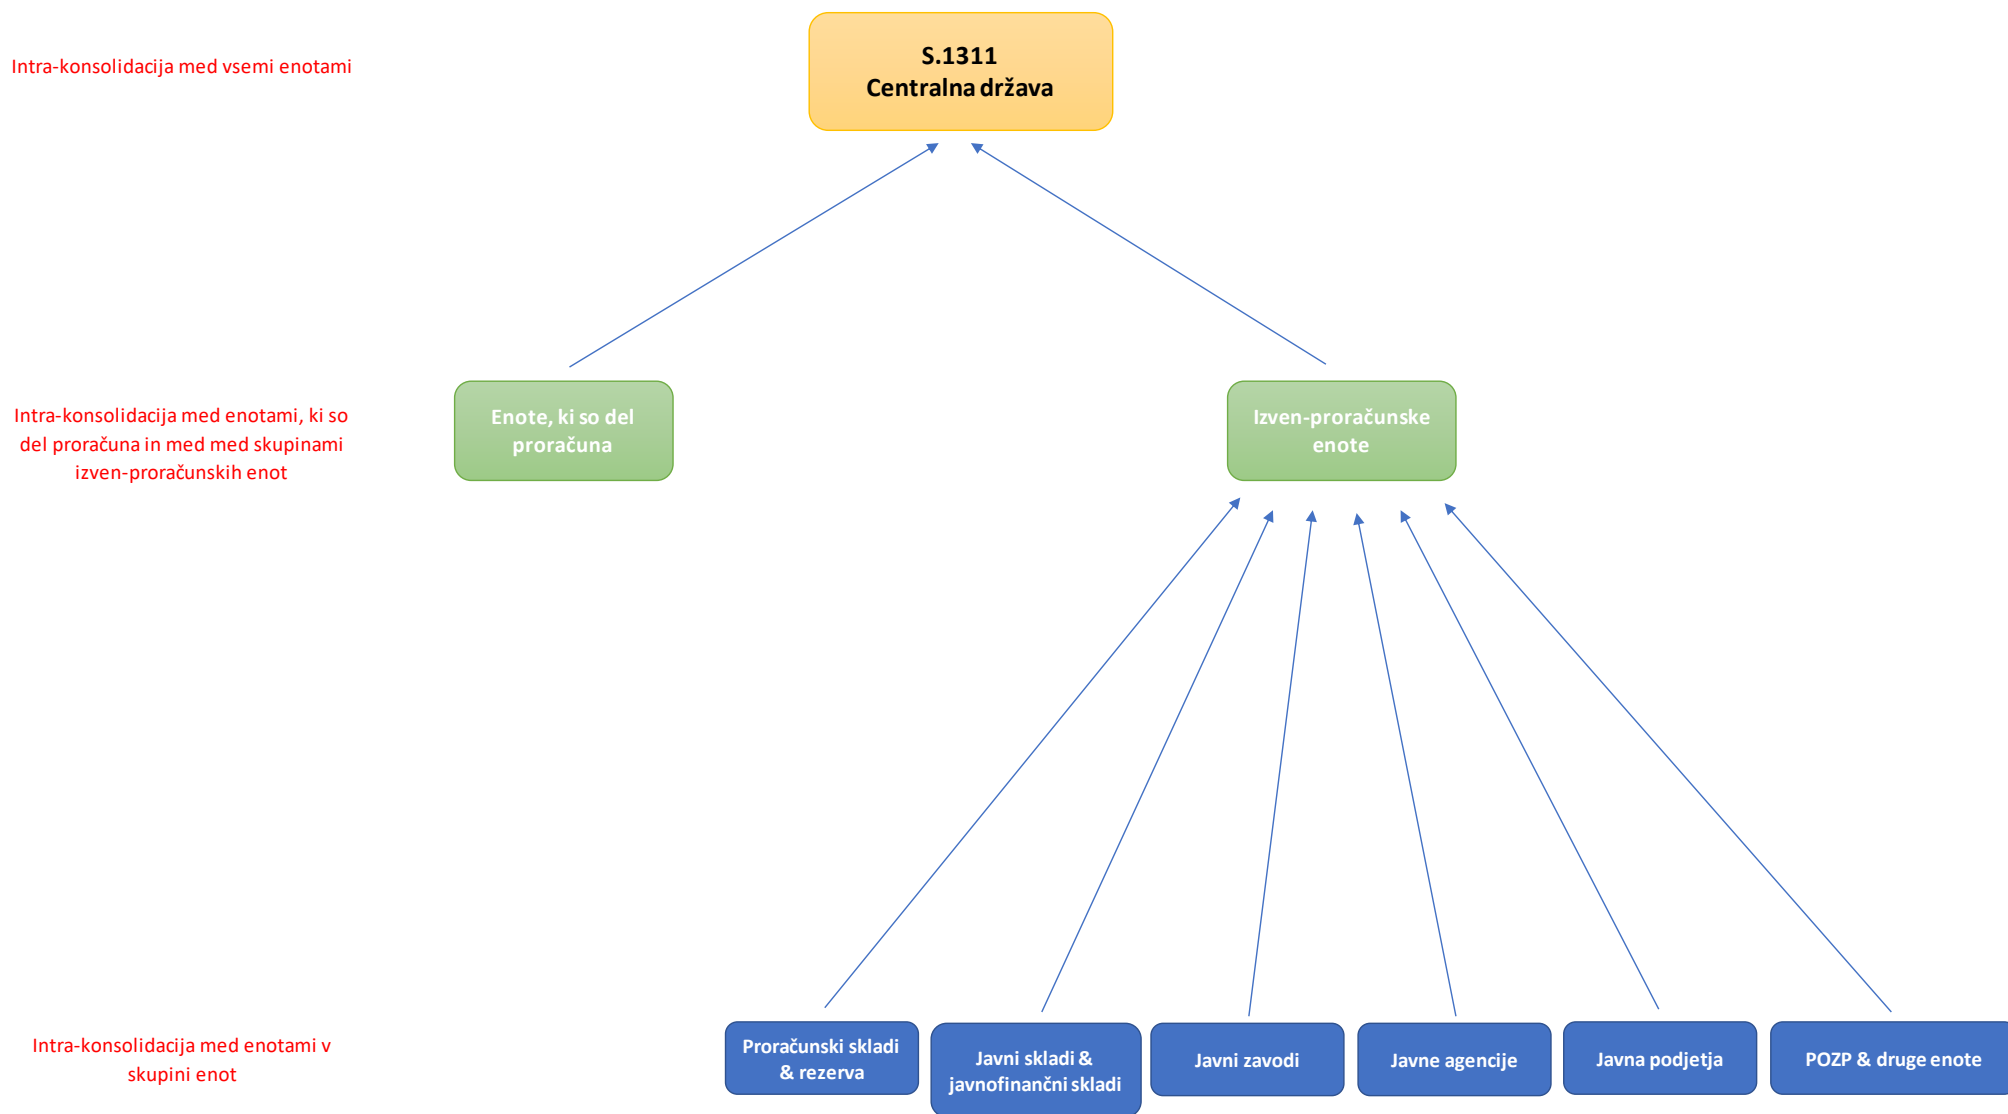 Intra-konsolidacija med vsemi enotami
S.1311
Centralna država
Intra-konsolidacija med enotami, ki so
del proračuna in med med skupinami
izven-proračunskih enot
Enote, ki so del
proračuna
Izven-proračunske
enote
Intra-konsolidacija med enotami v
skupini enot
Proračunski skladi
& rezerva
Javni skladi &
javnofinančni skladi
Javni zavodi
Javne agencije
Javna podjetja
POZP & druge enote